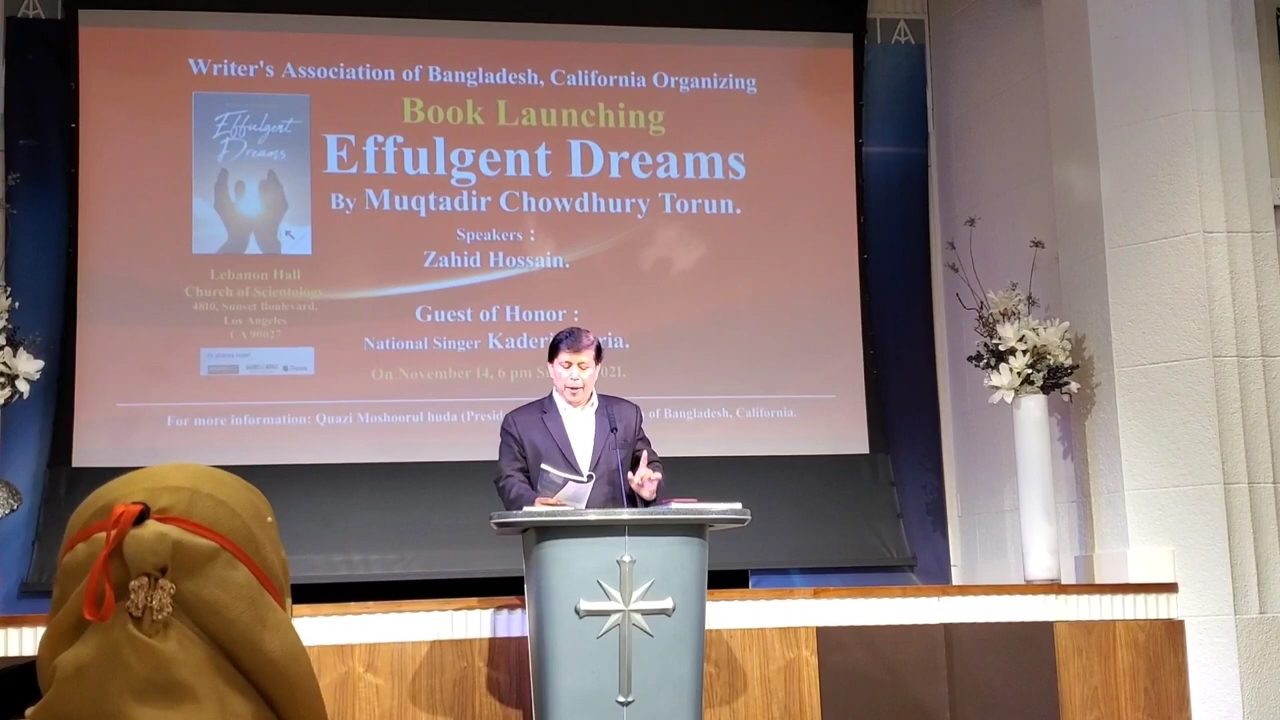 Writer's Association of Bangladesh, California Organizing
Book Launching
Effulgent Dreams
By Muqtadir Chowdhury Torun.
Effulgent
Dreams
Speakers :
Zahid Hossain.
Lebanon Hall
Church of Scientology
4810, Sunset Boulevard.
Los Angeles
CA 90027
Guest of Honor :
National Singer
On November 14, 6 pm
For more information: Quazi Moshoorul huda of Bangladesh, California.